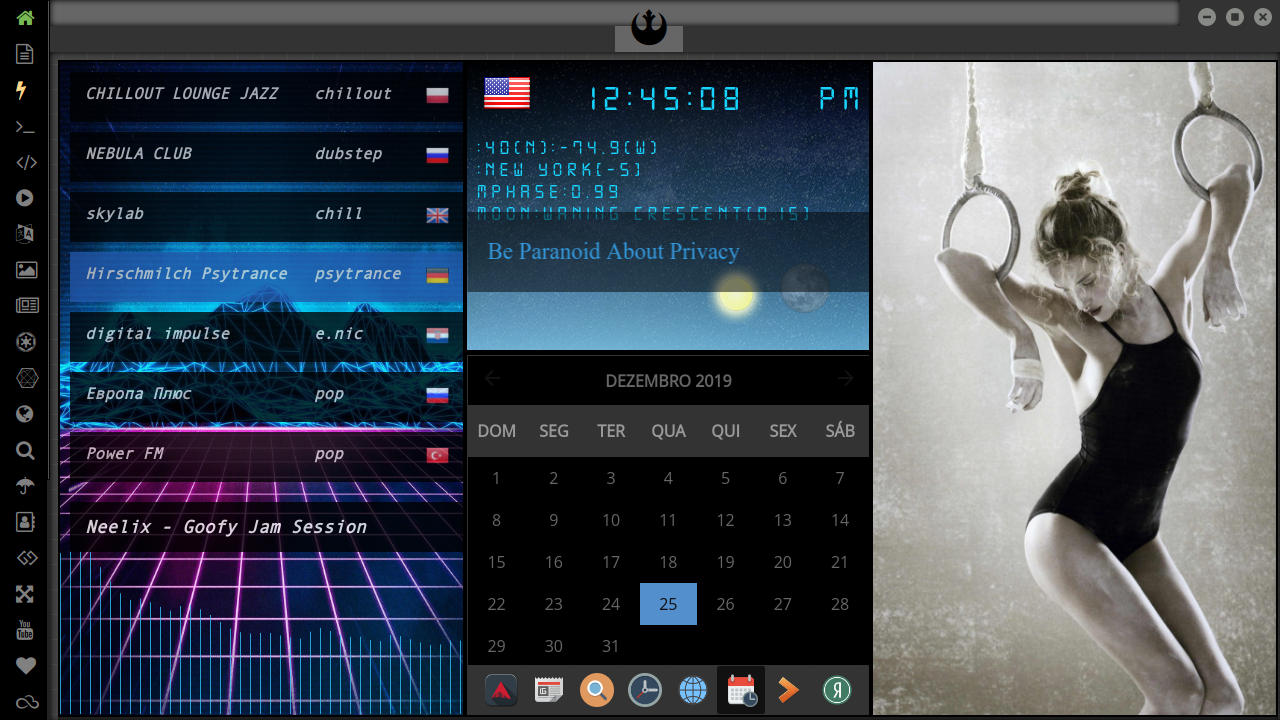 CHILLOUT LOUNGE JAZZ chillout
NEBULA CLUB dubstep
skylab chill
Hirschmilch Psytrance psytrance
digital impulse e.nic
Европа Плюс pop
Power FM pop
Neelix - Goofy Jam Session
12:45:08 PM
:40(N):-74.9(W)
:NEW YORK(-5)
MPHASE:0.99
MOON:WANING CRESCENT(0.15)
Be Paranoid About Privacy
DEZEMBRO 2019
DOM SEG TER QUA QUI SEX SÁB
1 2 3 4 5 6 7
8 9 10 11 12 13 14
15 16 17 18 19 20 21
22 23 24 25 26 27 28
29 30 31
You Tube
Я